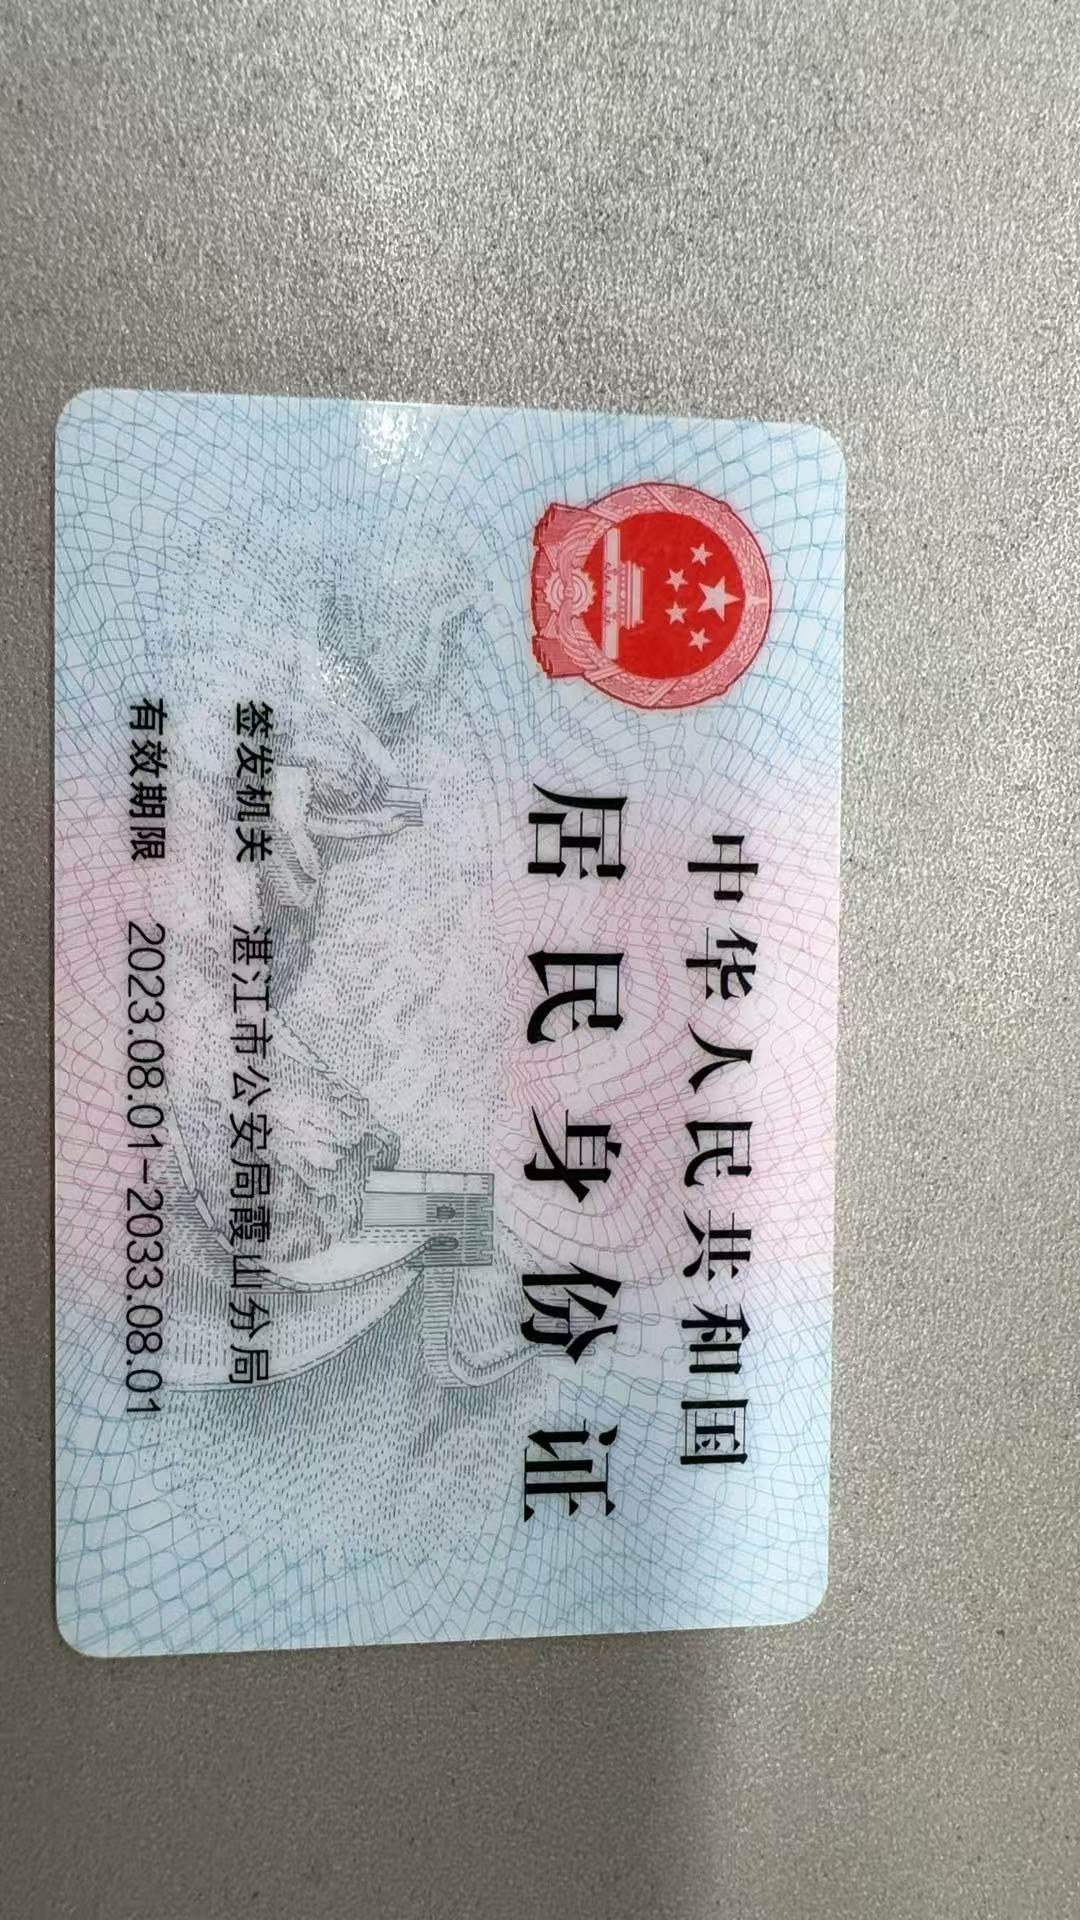 中华人民共和国
居民身份证
签发机关 湛江市公安局霞山分局
有效期限 2023.08.01-2033.08.01